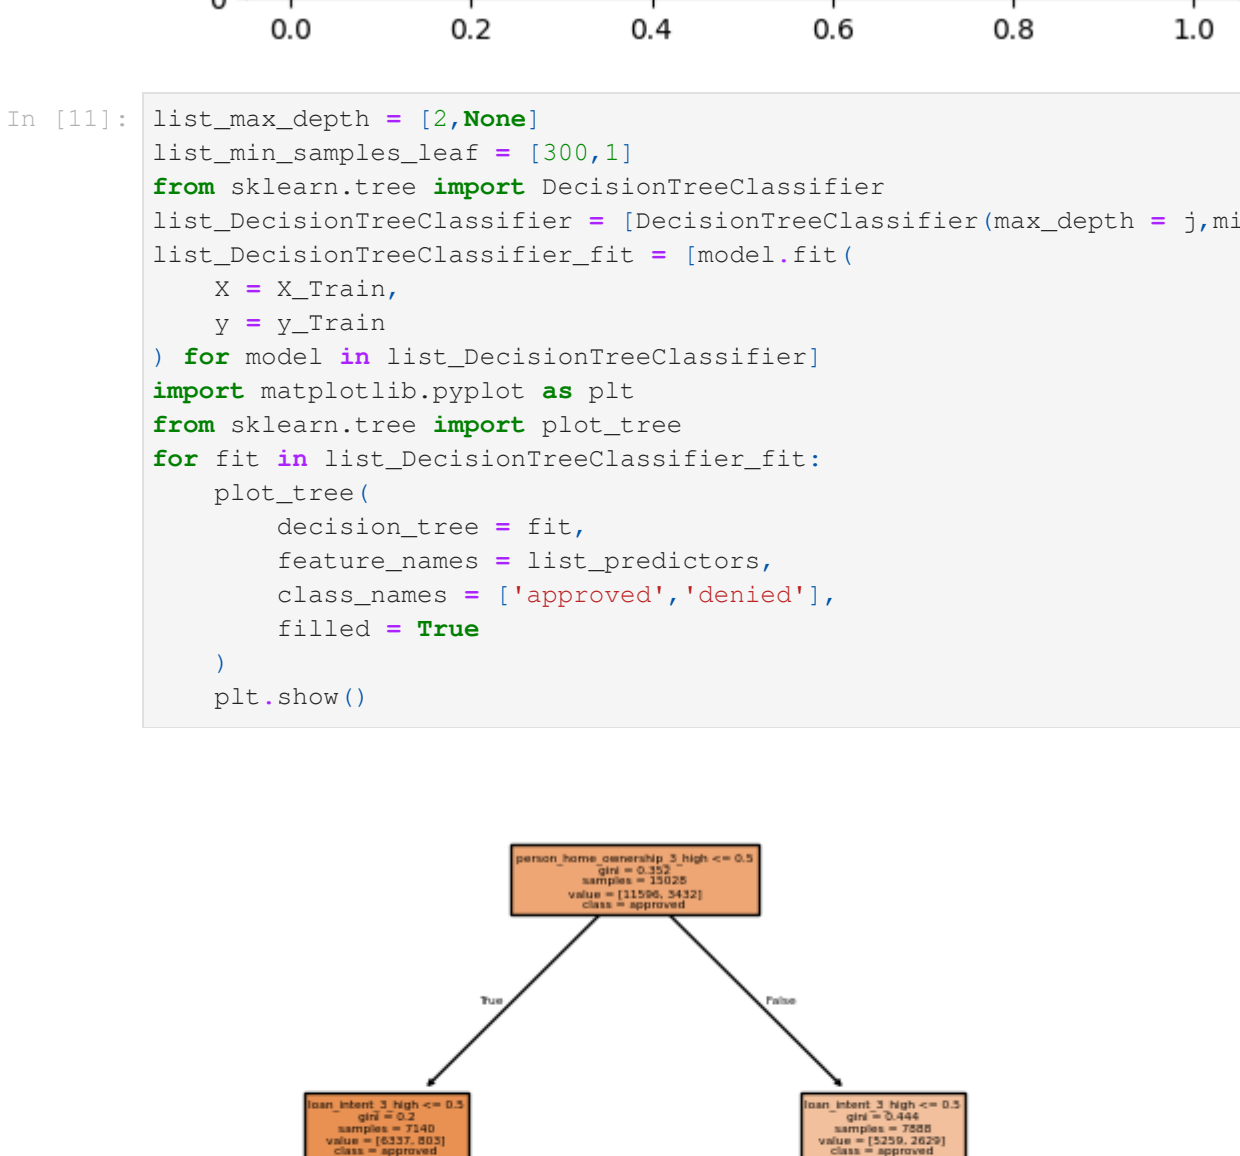 0
0.0 0.2 0.4 0.6 0.8 1.0
In [11]: list_max_depth = [2,None]
list_min_samples_leaf = [300,1]
from sklearn.tree import DecisionTreeClassifier
list_DecisionTreeClassifier = [DecisionTreeClassifier(max_depth = j,mi
list_DecisionTreeClassifier_fit = [model.fit(
    X = X_Train,
    y = y_Train
) for model in list_DecisionTreeClassifier]
import matplotlib.pyplot as plt
from sklearn.tree import plot_tree
for fit in list_DecisionTreeClassifier_fit:
    plot_tree(
        decision_tree = fit,
        feature_names = list_predictors,
        class_names = ['approved','denied'],
        filled = True
    )
    plt.show()
person_home_ownership_3_high <= 0.5
gini = 0.352
samples = 15028
value = [11596, 3432]
class = approved
True
False
loan_intent_3_high <= 0.5
gini = 0.2
samples = 7140
value = [6337, 803]
class = approved
loan_intent_3_high <= 0.5
gini = 0.444
samples = 7888
value = [5259, 2629]
class = approved